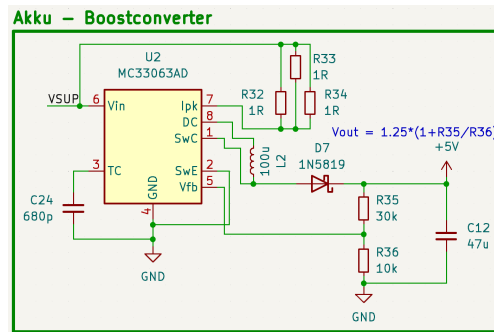 Akku – Boostconverter
U2
MC33063AD
VSUP
6
Vin
Ipk
7
DC
8
SwC
1
3
TC
SwE
2
Vfb
5
GND
4
C24
680p
GND
R33
1R
R32
1R
R34
1R
100u
L2
D7
1N5819
Vout = 1.25*(1+R35/R36)
+5V
R35
30k
R36
10k
C12
47u
GND